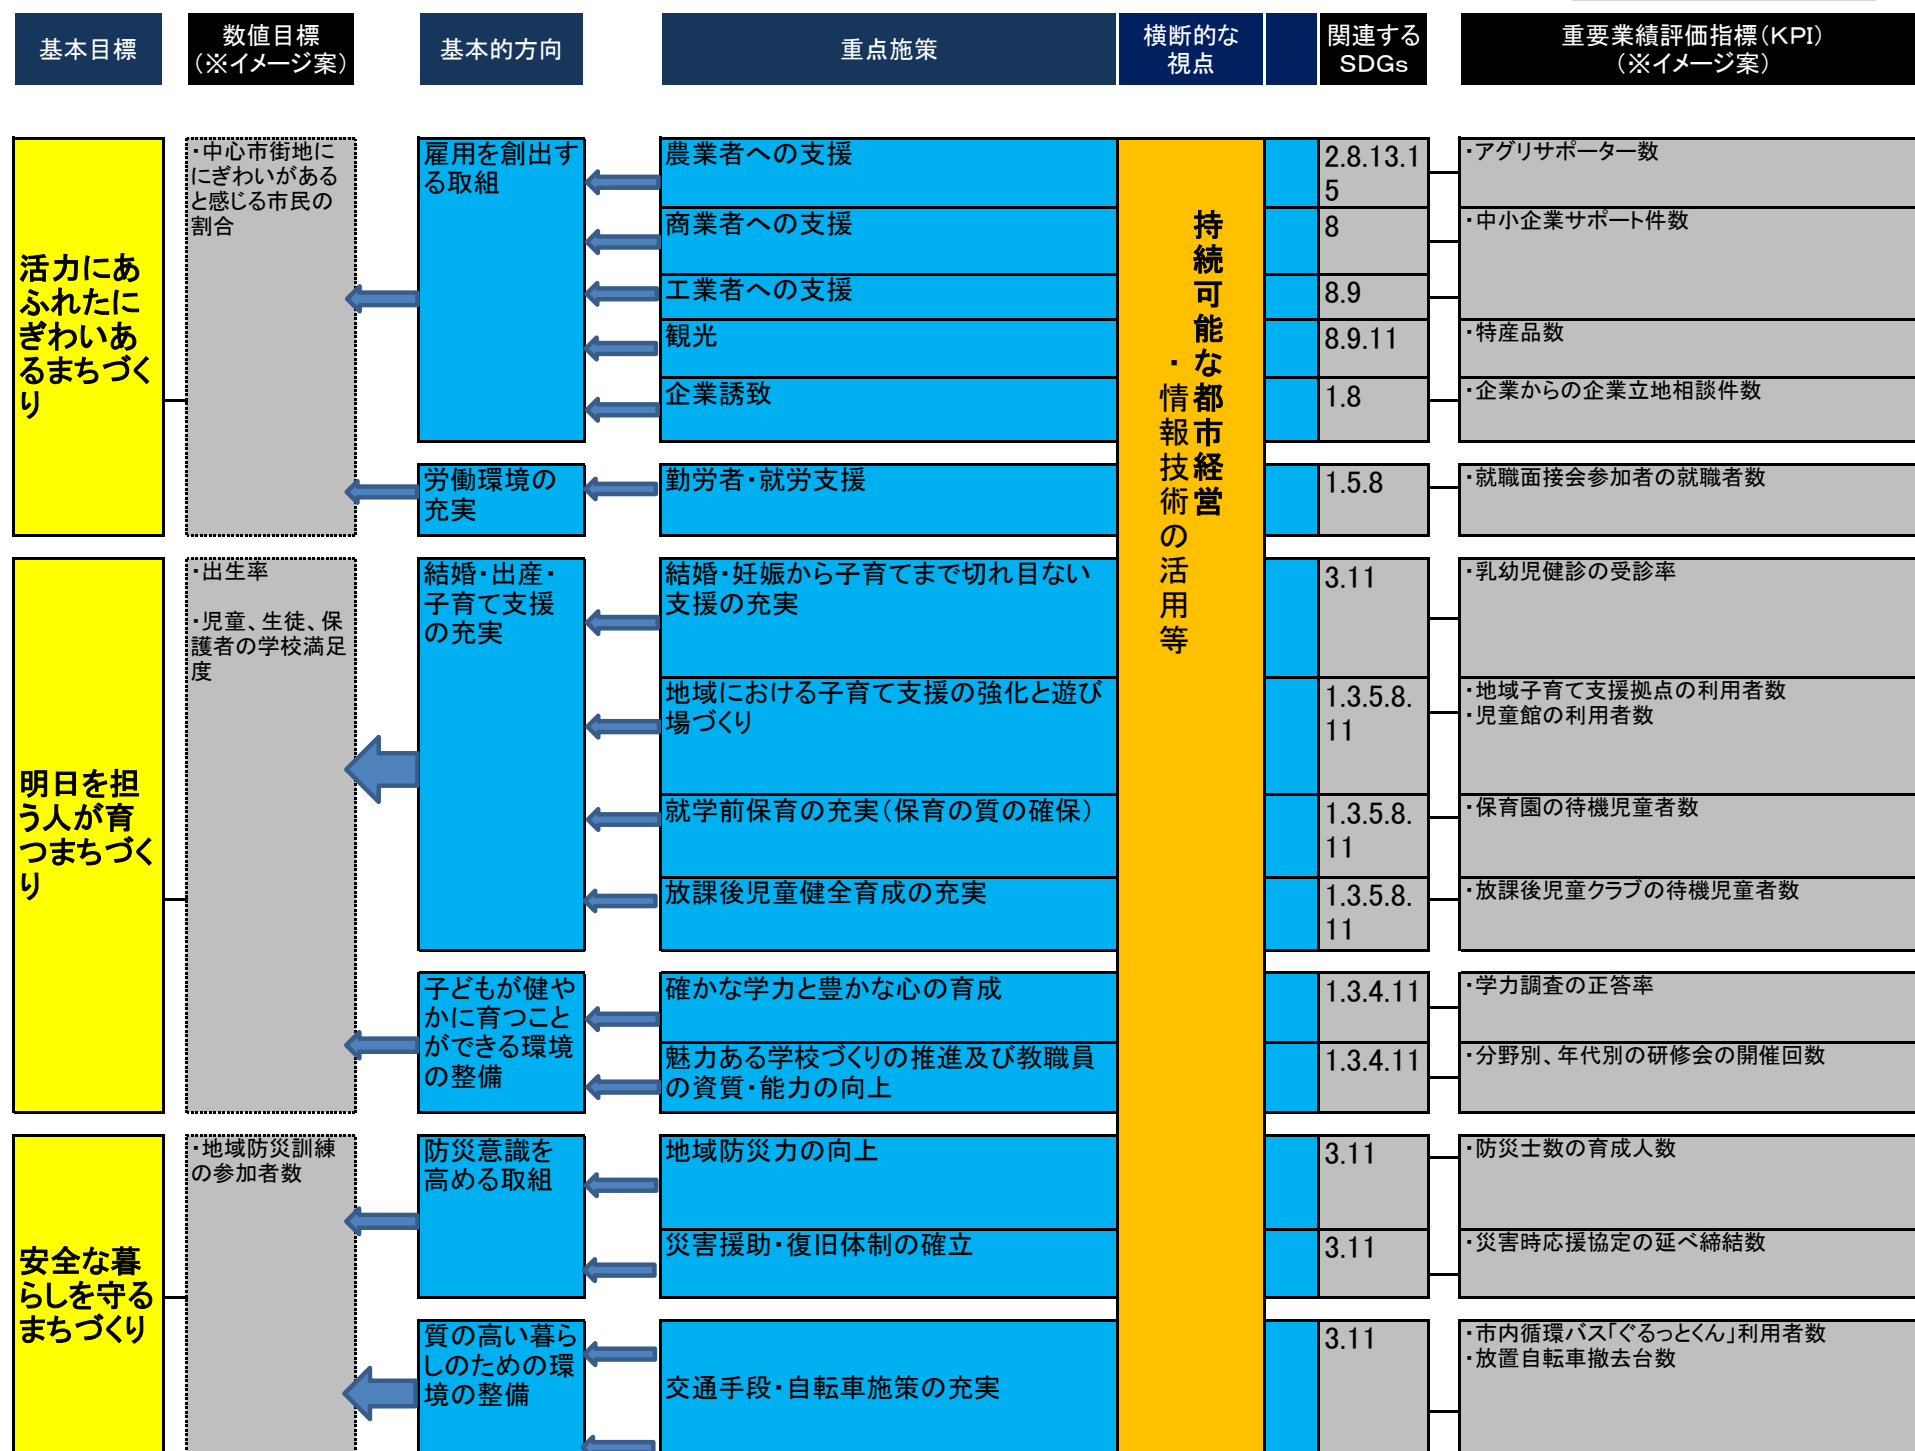 基本目標
数値目標
(※イメージ案)
基本的方向
重点施策
横断的な
視点
関連する
SDGs
重要業績評価指標(KPI)
(※イメージ案)
活力にあ
ふれたに
ぎわいあ
るまちづく
り
・中心市街地に
にぎわいがある
と感じる市民の
割合
雇用を創出す
る取組
農業者への支援
2.8.13.1
5
・アグリサポーター数
商業者への支援
8
・中小企業サポート件数
工業者への支援
8.9
観光
8.9.11
・特産品数
企業誘致
1.8
・企業からの企業立地相談件数
労働環境の
充実
勤労者・就労支援
1.5.8
・就職面接会参加者の就職者数
持続可能な都市経営
・情報技術の活用等
明日を担
う人が育
つまちづく
り
・出生率
・児童、生徒、保
護者の学校満足
度
結婚・出産・
子育て支援
の充実
結婚・妊娠から子育てまで切れ目ない
支援の充実
3.11
・乳幼児健診の受診率
地域における子育て支援の強化と遊び
場づくり
1.3.5.8.
11
・地域子育て支援拠点の利用者数
・児童館の利用者数
就学前保育の充実(保育の質の確保)
1.3.5.8.
11
・保育園の待機児童者数
放課後児童健全育成の充実
1.3.5.8.
11
・放課後児童クラブの待機児童者数
子どもが健や
かに育つこと
ができる環境
の整備
確かな学力と豊かな心の育成
1.3.4.11
・学力調査の正答率
魅力ある学校づくりの推進及び教職員
の資質・能力の向上
1.3.4.11
・分野別、年代別の研修会の開催回数
安全な暮
らしを守る
まちづくり
・地域防災訓練
の参加者数
防災意識を
高める取組
地域防災力の向上
3.11
・防災士数の育成人数
災害援助・復旧体制の確立
3.11
・災害時応援協定の延べ締結数
質の高い暮ら
しのための環
境の整備
交通手段・自転車施策の充実
3.11
・市内循環バス「ぐるっとくん」利用者数
・放置自転車撤去台数